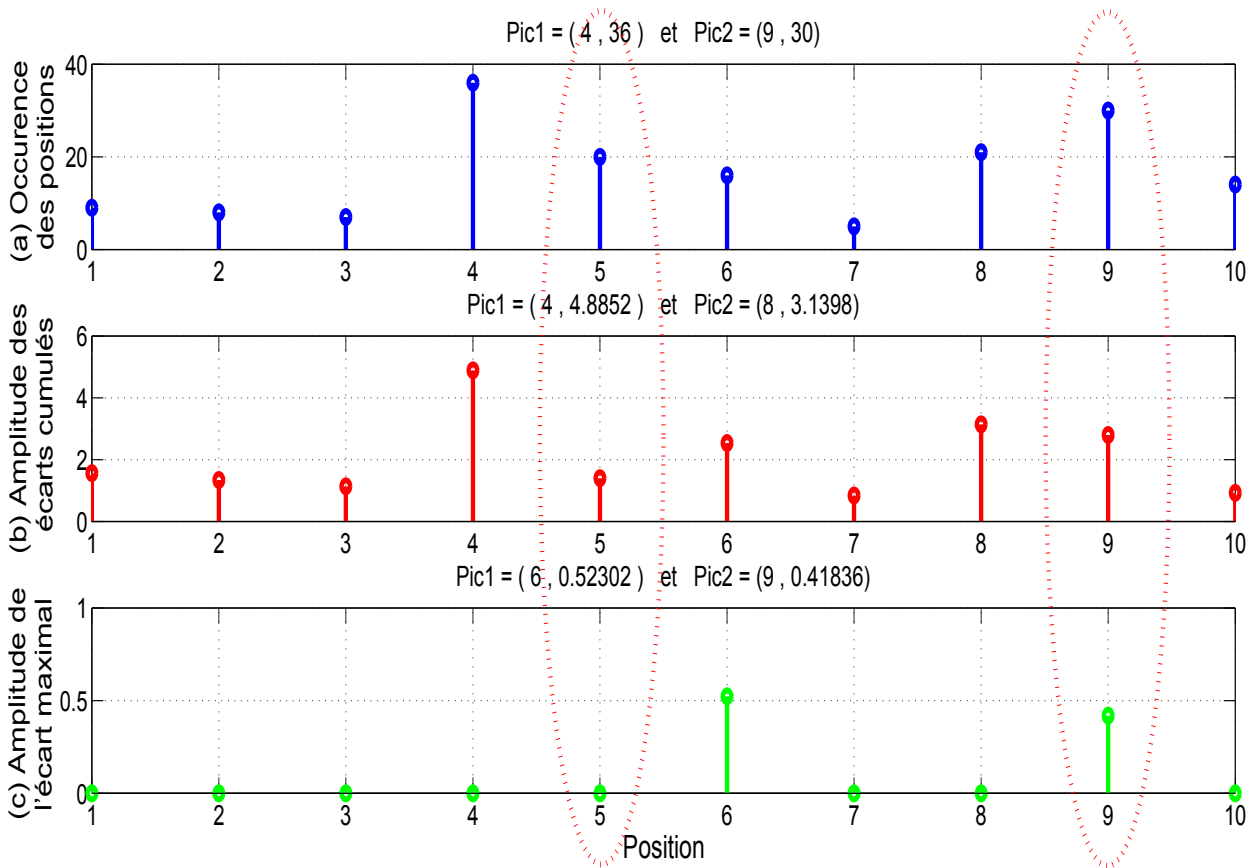 Pic1 = ( 4 , 36 )  et  Pic2 = (9 , 30)
(a) Occurence
des positions
40
20
0
1 2 3 4 5 6 7 8 9 10
Pic1 = ( 4 , 4.8852 )  et  Pic2 = (8 , 3.1398)
(b) Amplitude des
écarts cumulés
6
4
2
0
1 2 3 4 5 6 7 8 9 10
Pic1 = ( 6 , 0.52302 )  et  Pic2 = (9 , 0.41836)
(c) Amplitude de
l'écart maximal
1
0.5
0
1 2 3 4 5 6 7 8 9 10
Position